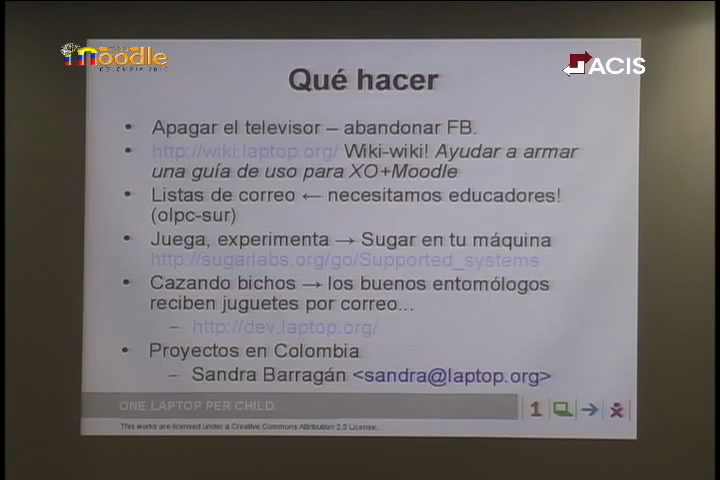 Moodle
COLOMBIA 2010
ACIS
Qué hacer
• Apagar el televisor – abandonar FB.
• http://wiki.laptop.org/ Wiki-wiki! Ayudar a armar
una guía de uso para XO+Moodle
• Listas de correo ← necesitamos educadores!
(olpc-sur)
• Juega, experimenta → Sugar en tu máquina
http://sugarlabs.org/go/Supported_systems
• Cazando bichos → los buenos entomólogos
reciben juguetes por correo...
– http://dev.laptop.org/
• Proyectos en Colombia
– Sandra Barragán <sandra@laptop.org>
ONE LAPTOP PER CHILD
1
This works are licensed under a Creative Commons Attribution 2.5 License.